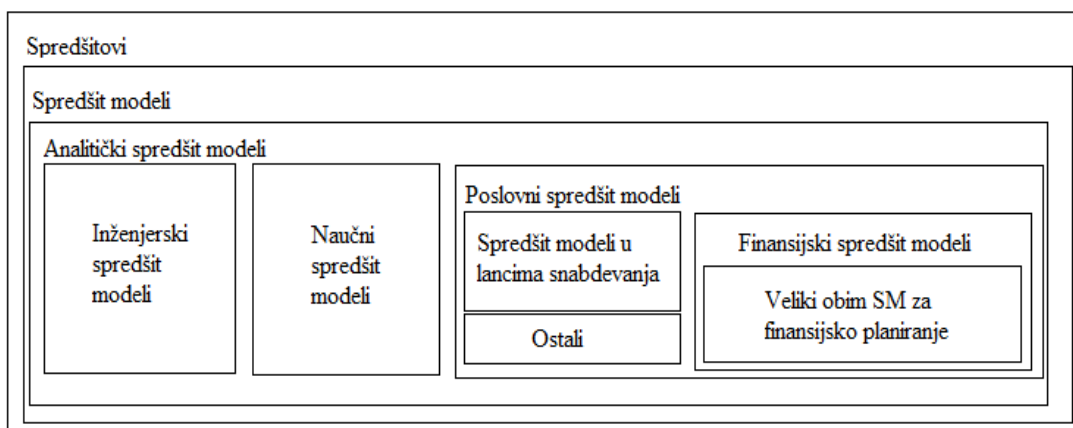 Spredšitovi
Spredšit modeli
Analitički spredšit modeli
Inženjerski
spredšit
modeli
Naučni
spredšit
modeli
Poslovni spredšit modeli
Spredšit modeli u
lancima snabdevanja
Ostali
Finansijski spredšit modeli
Veliki obim SM za
finansijsko planiranje